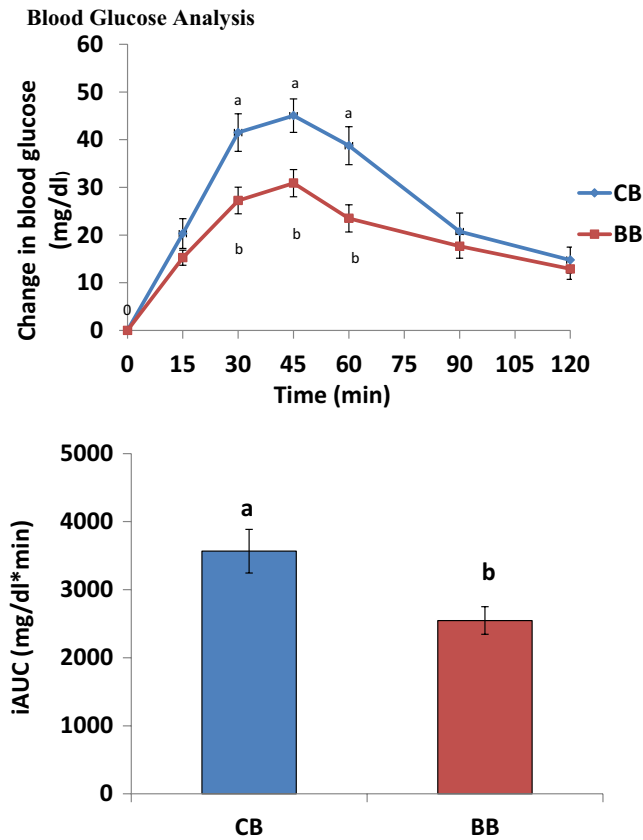 Blood Glucose Analysis
60
50
40
30
20
10
0
Change in blood glucose
(mg/dl)
a a a
b b b
0
CB
BB
0 15 30 45 60 75 90 105 120
Time (min)
5000
4000
3000
2000
1000
0
iAUC (mg/dl*min)
a
b
CB BB